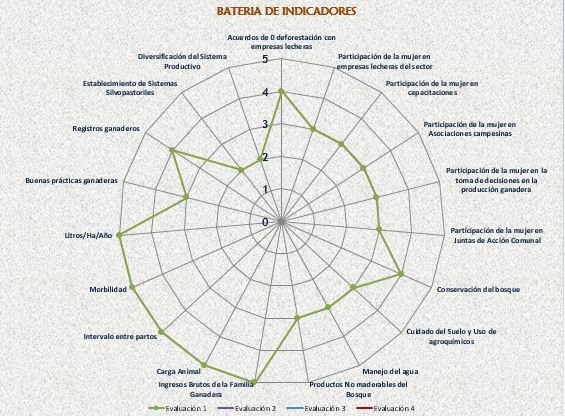 BATERIA DE INDICADORES
Acuerdos de 0 deforestación con
empresas lecheras
Participación de la mujer en
empresas lecheras del sector
Participación de la mujer en
capacitaciones
Participación de la mujer en
Asociaciones campesinas
Participación de la mujer en la
toma de decisiones en la
producción ganadera
Participación de la mujer en
Juntas de Acción Comunal
Conservación del bosque
Cuidado del Suelo y Uso de
agroquímicos
Manejo del agua
Productos No maderables del
Bosque
Ingresos Brutos de la Familia
Ganadera
Carga Animal
Intervalo entre partos
Morbilidad
Litros/Ha/Año
Buenas prácticas ganaderas
Registros ganaderos
Establecimiento de Sistemas
Silvopastoriles
Diversificación del Sistema
Productivo
5
4
3
2
1
0
Evaluación 1
Evaluación 2
Evaluación 3
Evaluación 4